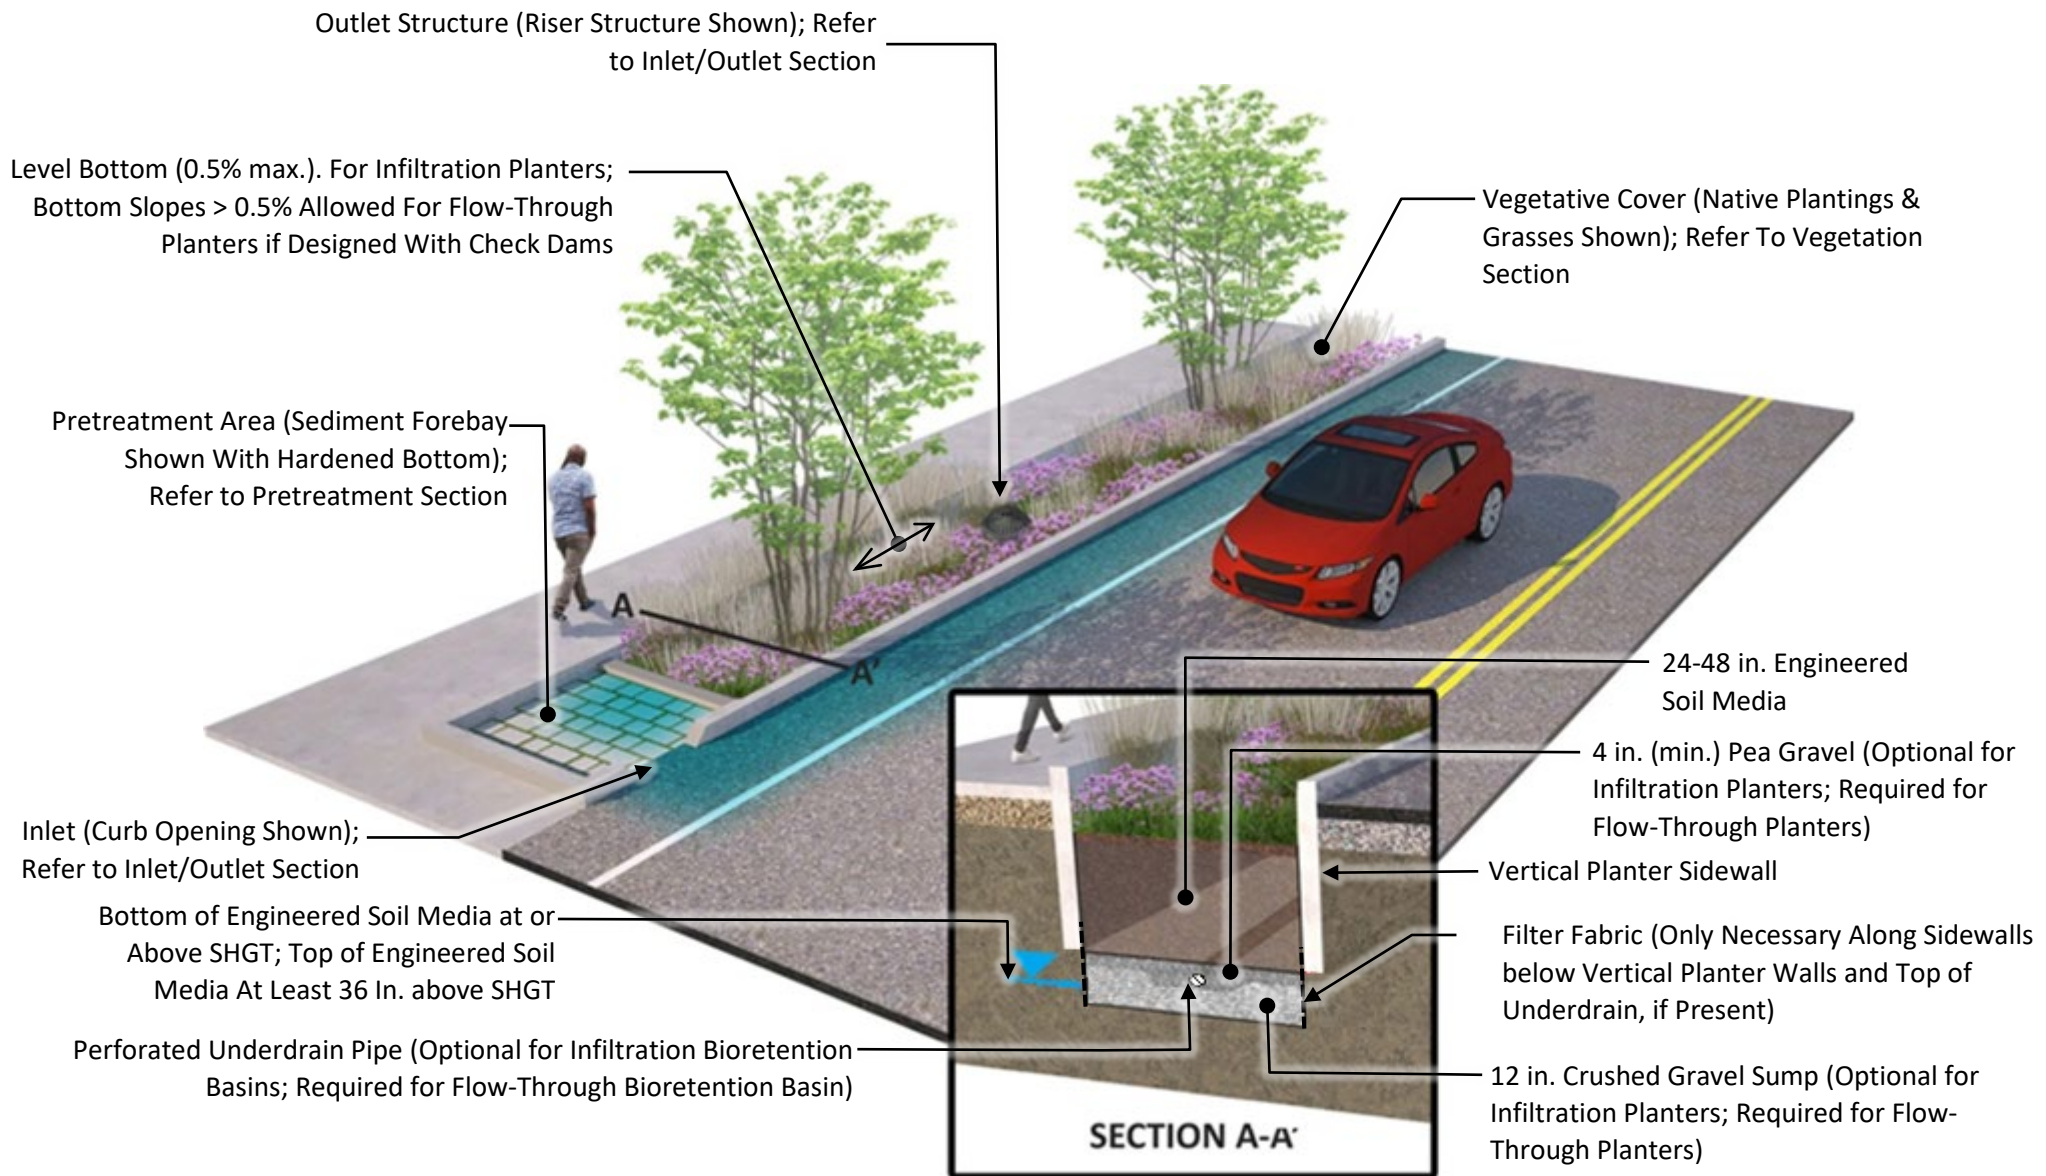 Outlet Structure (Riser Structure Shown); Refer
to Inlet/Outlet Section
Level Bottom (0.5% max.). For Infiltration Planters;
Bottom Slopes > 0.5% Allowed For Flow-Through
Planters if Designed With Check Dams
Vegetative Cover (Native Plantings &
Grasses Shown); Refer To Vegetation
Section
Pretreatment Area (Sediment Forebay
Shown With Hardened Bottom);
Refer to Pretreatment Section
A
A'
24-48 in. Engineered
Soil Media
4 in. (min.) Pea Gravel (Optional for
Infiltration Planters; Required for
Flow-Through Planters)
Inlet (Curb Opening Shown);
Refer to Inlet/Outlet Section
Vertical Planter Sidewall
Bottom of Engineered Soil Media at or
Above SHGT; Top of Engineered Soil
Media At Least 36 In. above SHGT
Filter Fabric (Only Necessary Along Sidewalls
below Vertical Planter Walls and Top of
Underdrain, if Present)
Perforated Underdrain Pipe (Optional for Infiltration Bioretention
Basins; Required for Flow-Through Bioretention Basin)
12 in. Crushed Gravel Sump (Optional for
Infiltration Planters; Required for Flow-
Through Planters)
SECTION A-A'